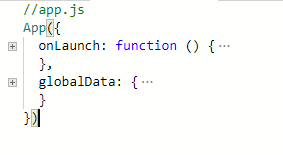 //app.js
App({
onLaunch: function () {···
},
globalData: {···
}
})